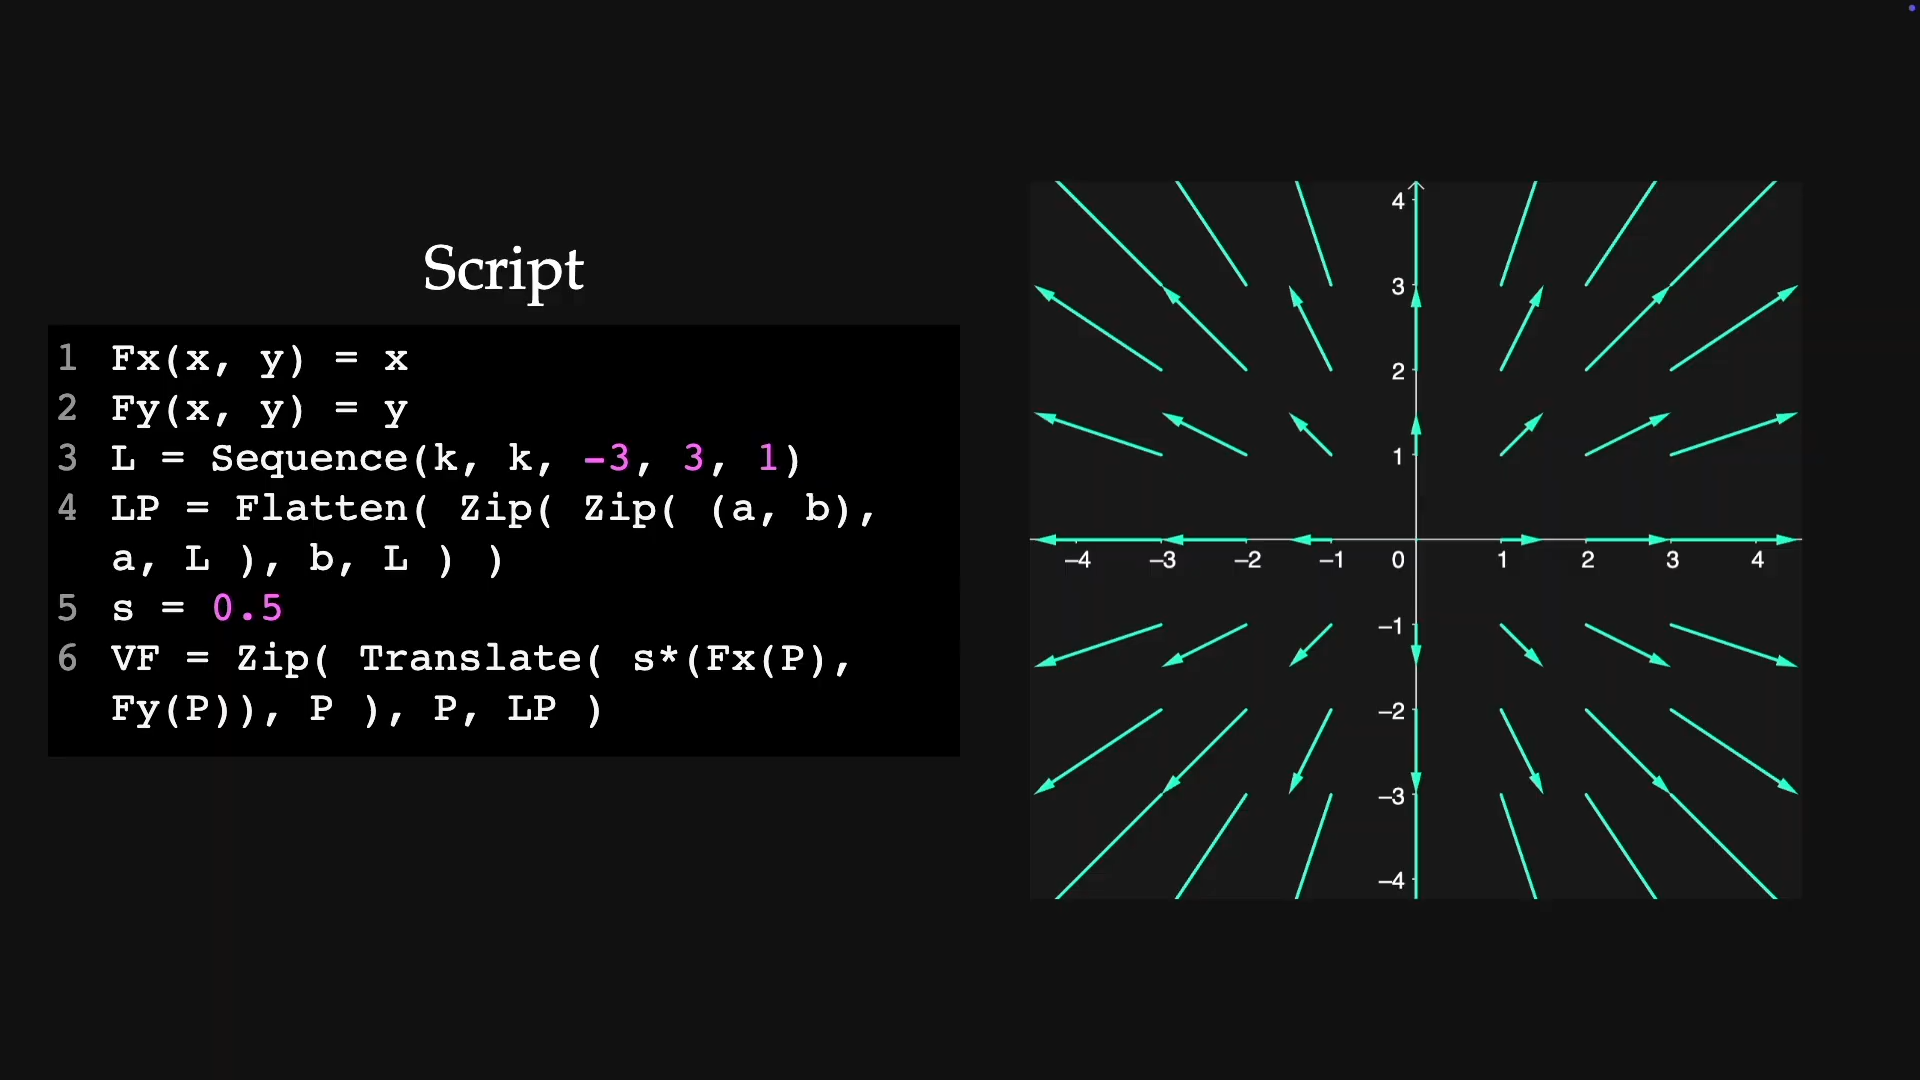 Script
1 Fx(x, y) = x
2 Fy(x, y) = y
3 L = Sequence(k, k, -3, 3, 1)
4 LP = Flatten( Zip( Zip( (a, b),
a, L ), b, L ) )
5 s = 0.5
6 VF = Zip( Translate( s*(Fx(P),
Fy(P)), P ), P, LP )
4
3
2
1
–4 –3 –2 –1 0 1 2 3 4
–1
–2
–3
–4